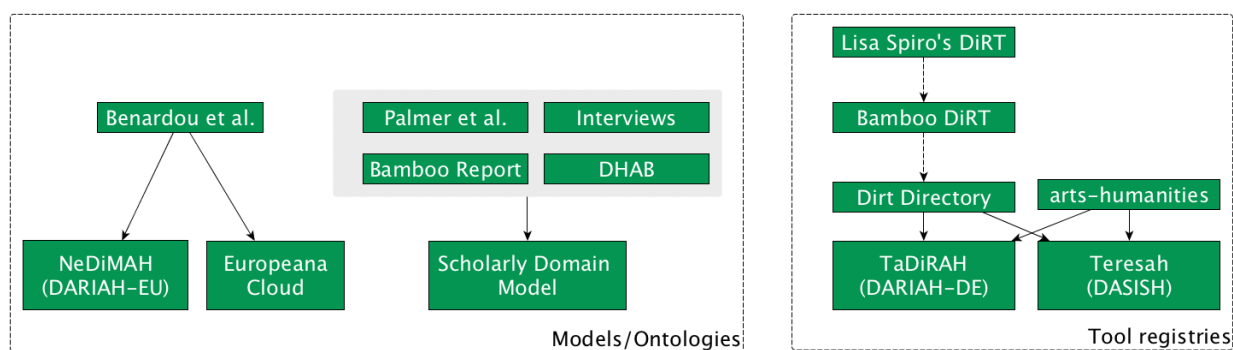 Benardou et al.
Palmer et al.
Interviews
Bamboo Report
DHAB
NeDiMAH
(DARIAH-EU)
Europeana
Cloud
Scholarly Domain
Model
Models/Ontologies
Lisa Spiro's DiRT
Bamboo DiRT
Dirt Directory
arts-humanities
TaDiRAH
(DARIAH-DE)
Teresah
(DASISH)
Tool registries